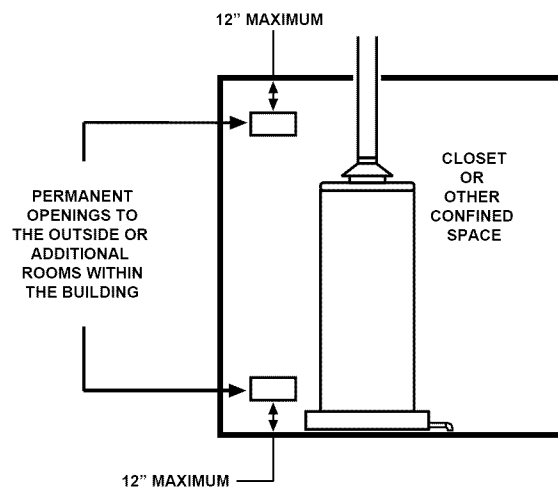 12” MAXIMUM
PERMANENT
OPENINGS TO
THE OUTSIDE OR
ADDITIONAL
ROOMS WITHIN
THE BUILDING
CLOSET
OR
OTHER
CONFINED
SPACE
12” MAXIMUM